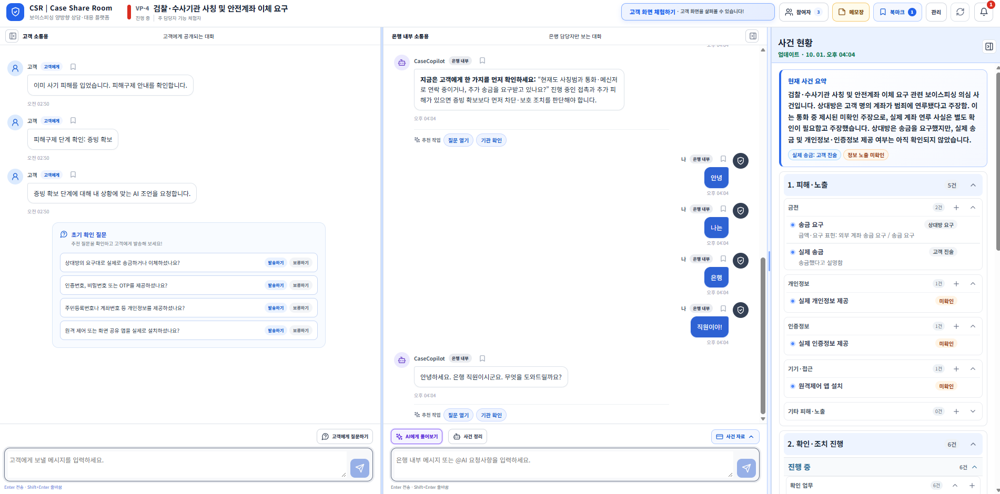 CSR | Case Share Room
보이스피싱 양방향 상담·대응 플랫폼
VP-4 검찰·수사기관 사칭 및 안전계좌 이체 요구
진행 중 | 주 담당자 기능 체험자
고객 화면 체험하기 · 고객 화면을 살펴볼 수 있습니다!
참여자 3
메모장
북마크 1
관리
1
고객 소통용
고객에게 공개되는 대화
고객 고객에게
이미 사기 피해를 입었습니다. 피해구제 안내를 확인합니다.
오전 02:50
고객 고객에게
피해구제 단계 확인: 증빙 확보
오전 02:50
고객 고객에게
증빙 확보 단계에 대해 내 상황에 맞는 AI 조언을 요청합니다.
오전 02:50
초기 확인 질문
추천 질문을 확인하고 고객에게 발송해 보세요!
상대방의 요구대로 실제로 송금하거나 이체하셨나요? 발송하기 보류하기
인증번호, 비밀번호 또는 OTP를 제공하셨나요? 발송하기 보류하기
주민등록번호나 계좌번호 등 개인정보를 제공하셨나요? 발송하기 보류하기
원격 제어 또는 화면 공유 앱을 실제로 설치하셨나요? 발송하기 보류하기
고객에게 질문하기
고객에게 보낼 메시지를 입력하세요.
Enter 전송 · Shift+Enter 줄바꿈
은행 내부 소통용
은행 담당자만 보는 대화
오후 04:04
CaseCopilot 은행 내부
지금은 고객에게 한 가지를 먼저 확인하세요: “현재도 사칭범과 통화·메신저
로 연락 중이거나, 추가 송금을 요구받고 있나요?” 진행 중인 접촉과 추가 피
해가 있으면 증빙 확보보다 먼저 차단·보호 조치를 판단해야 합니다.
오후 04:04
추천 작업 질문 열기 기관 확인
나 은행 내부
안녕
오후 04:04
나 은행 내부
나는
오후 04:04
나 은행 내부
은행
오후 04:04
나 은행 내부
직원이야!
오후 04:04
CaseCopilot 은행 내부
안녕하세요. 은행 직원이시군요. 무엇을 도와드릴까요?
오후 04:04
추천 작업 질문 열기 기관 확인
AI에게 물어보기
사건 정리
사건 자료
은행 내부 메시지 또는 @AI 요청사항을 입력하세요.
Enter 전송 · Shift+Enter 줄바꿈
사건 현황
업데이트 · 10. 01. 오후 04:04
현재 사건 요약
검찰·수사기관 사칭 및 안전계좌 이체 요구 관련 보이스피싱 의심 사
건입니다. 상대방은 고객 명의 계좌가 범죄에 연루됐다고 주장함. 이
는 통화 중 제시된 미확인 주장으로, 실제 계좌 연루 사실은 별도 확
인이 필요함고 주장했습니다. 상대방은 송금을 요구했지만, 실제 송
금 및 개인정보·인증정보 제공 여부는 아직 확인되지 않았습니다.
실제 송금: 고객 진술 정보 노출 미확인
1. 피해·노출 5건
금전 2건
송금 요구 상대방 요구
금액·요구 표현: 외부 계좌 송금 요구 / 송금 요구
실제 송금 고객 진술
송금했다고 설명함
개인정보 1건
실제 개인정보 제공 미확인
인증정보 1건
실제 인증정보 제공 미확인
기기·접근 1건
원격제어 앱 설치 미확인
기타 피해·노출 0건
2. 확인·조치 진행 6건
진행 중 6건
확인 업무 6건